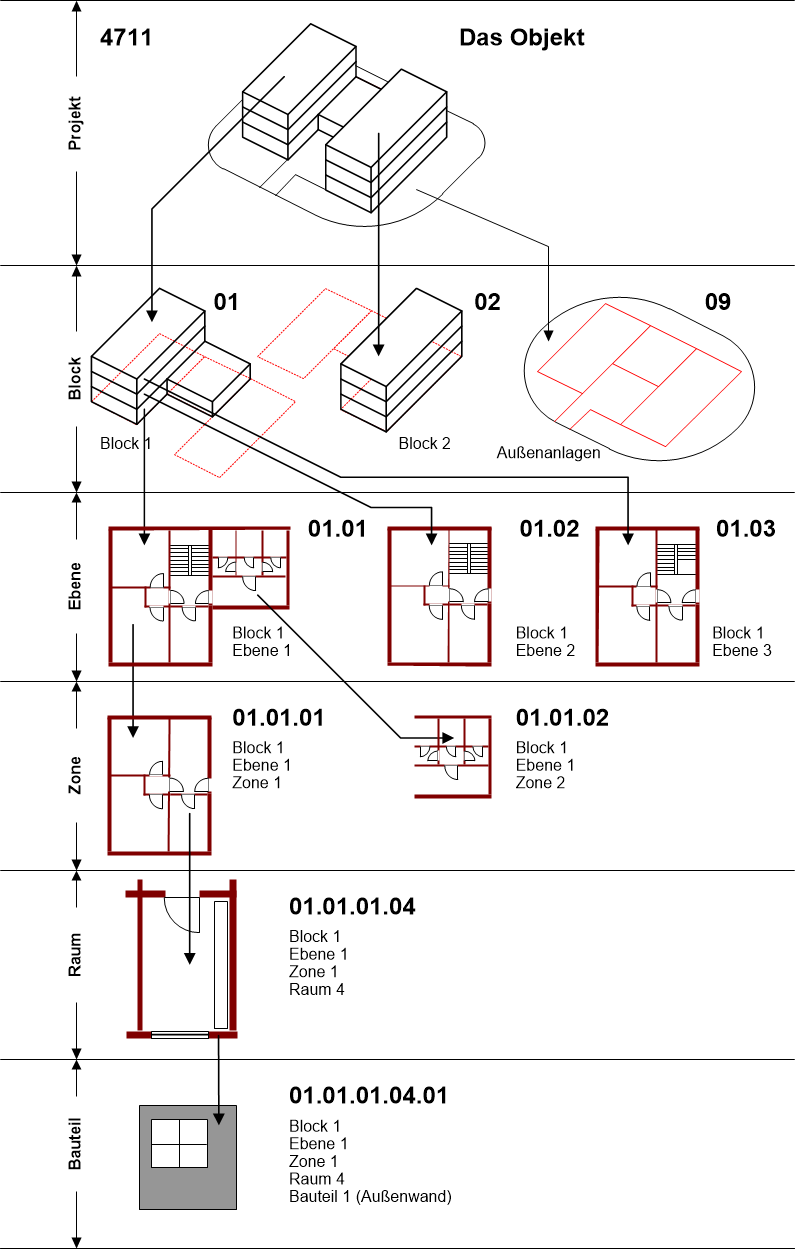 4711
Das Objekt
Projekt
01
02
09
Block
Block 1
Block 2
Außenanlagen
01.01
01.02
01.03
Ebene
Block 1
Ebene 1
Block 1
Ebene 2
Block 1
Ebene 3
01.01.01
Block 1
Ebene 1
Zone 1
01.01.02
Block 1
Ebene 1
Zone 2
Zone
01.01.01.04
Block 1
Ebene 1
Zone 1
Raum 4
Raum
01.01.01.04.01
Block 1
Ebene 1
Zone 1
Raum 4
Bauteil 1 (Außenwand)
Bauteil